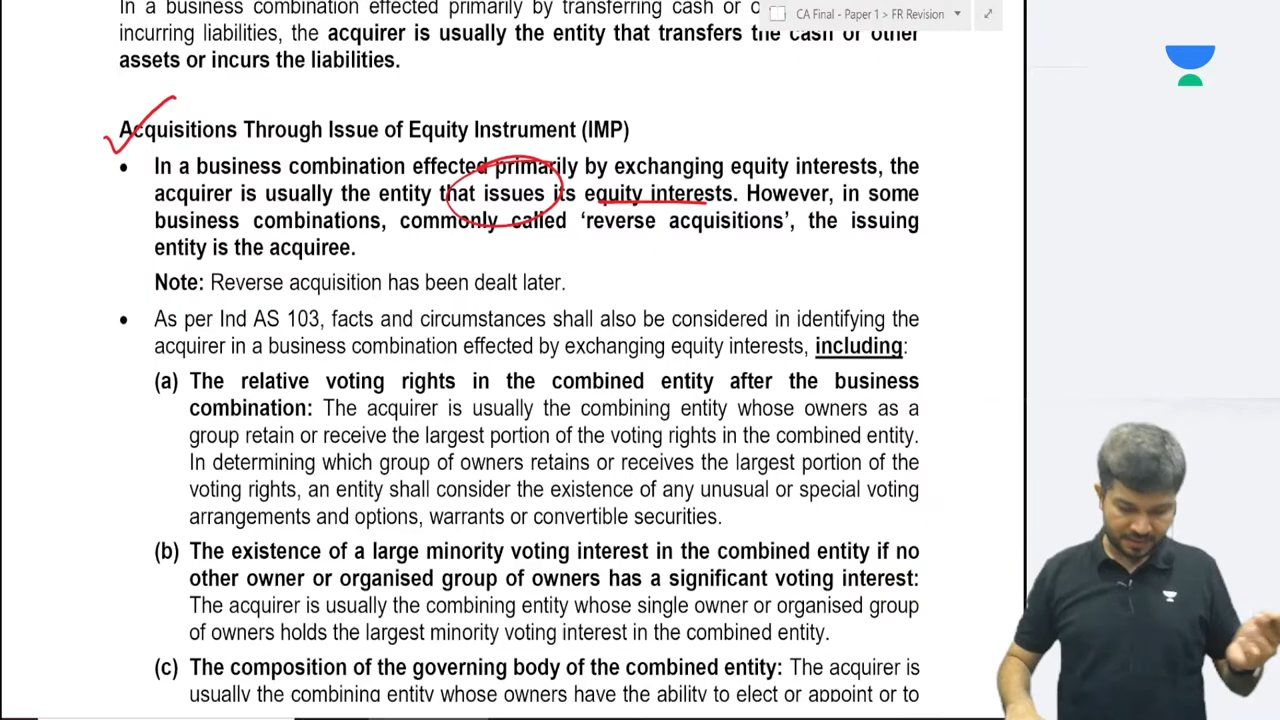 In a business combination effected primarily by transferring cash or
CA Final - Paper 1 > FR Revision
incurring liabilities, the acquirer is usually the entity that transfers the cash or other
assets or incurs the liabilities.
Acquisitions Through Issue of Equity Instrument (IMP)
• In a business combination effected primarily by exchanging equity interests, the
acquirer is usually the entity that issues its equity interests. However, in some
business combinations, commonly called ‘reverse acquisitions’, the issuing
entity is the acquiree.
Note: Reverse acquisition has been dealt later.
• As per Ind AS 103, facts and circumstances shall also be considered in identifying the
acquirer in a business combination effected by exchanging equity interests, including:
(a) The relative voting rights in the combined entity after the business
combination: The acquirer is usually the combining entity whose owners as a
group retain or receive the largest portion of the voting rights in the combined entity.
In determining which group of owners retains or receives the largest portion of the
voting rights, an entity shall consider the existence of any unusual or special voting
arrangements and options, warrants or convertible securities.
(b) The existence of a large minority voting interest in the combined entity if no
other owner or organised group of owners has a significant voting interest:
The acquirer is usually the combining entity whose single owner or organised group
of owners holds the largest minority voting interest in the combined entity.
(c) The composition of the governing body of the combined entity: The acquirer is
usually the combining entity whose owners have the ability to elect or appoint or to